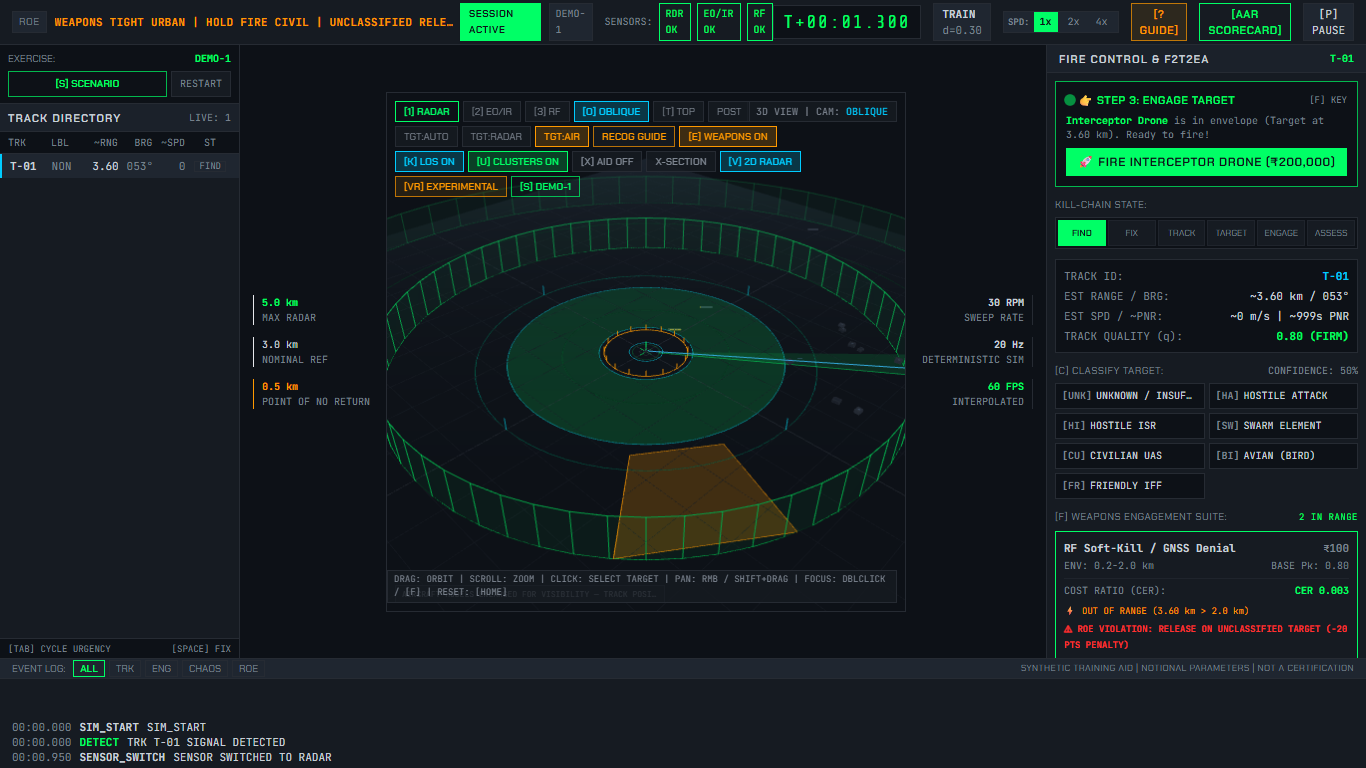 ROE
WEAPONS TIGHT URBAN | HOLD FIRE CIVIL | UNCLASSIFIED RELE…
SESSION ACTIVE
DEMO-1
SENSORS:
RDR OK
EO/IR OK
RF OK
T+00:01.300
TRAIN
d=0.30
SPD: 1x 2x 4x
[? GUIDE]
[AAR SCORECARD]
[P] PAUSE
EXERCISE: DEMO-1
[S] SCENARIO RESTART
TRACK DIRECTORY LIVE: 1
TRK LBL ~RNG BRG ~SPD ST
T-01 NON 3.60 053° 0 FIND
[TAB] CYCLE URGENCY [SPACE] FIX
[1] RADAR [2] EO/IR [3] RF [O] OBLIQUE [T] TOP POST 3D VIEW | CAM: OBLIQUE
TGT:AUTO TGT:RADAR TGT:AIR RECOG GUIDE [E] WEAPONS ON
[K] LOS ON [U] CLUSTERS ON [X] AID OFF X-SECTION [V] 2D RADAR
[VR] EXPERIMENTAL [S] DEMO-1
5.0 km
MAX RADAR
3.0 km
NOMINAL REF
0.5 km
POINT OF NO RETURN
30 RPM
SWEEP RATE
20 Hz
DETERMINISTIC SIM
60 FPS
INTERPOLATED
DRAG: ORBIT | SCROLL: ZOOM | CLICK: SELECT TARGET | PAN: RMB / SHIFT+DRAG | FOCUS: DBLCLICK
/ [F] | RESET: [HOME]
FIRE CONTROL & F2T2EA T-01
👉 STEP 3: ENGAGE TARGET [F] KEY
Interceptor Drone is in envelope (Target at
3.60 km). Ready to fire!
🚀 FIRE INTERCEPTOR DRONE (₹200,000)
KILL-CHAIN STATE:
FIND FIX TRACK TARGET ENGAGE ASSESS
TRACK ID: T-01
EST RANGE / BRG: ~3.60 km / 053°
EST SPD / ~PNR: ~0 m/s | ~999s PNR
TRACK QUALITY (q): 0.80 (FIRM)
[C] CLASSIFY TARGET: CONFIDENCE: 50%
[UNK] UNKNOWN / INSUF… [HA] HOSTILE ATTACK
[HI] HOSTILE ISR [SW] SWARM ELEMENT
[CU] CIVILIAN UAS [BI] AVIAN (BIRD)
[FR] FRIENDLY IFF
[F] WEAPONS ENGAGEMENT SUITE: 2 IN RANGE
RF Soft-Kill / GNSS Denial ₹100
ENV: 0.2-2.0 km BASE Pk: 0.80
COST RATIO (CER): CER 0.003
⚡ OUT OF RANGE (3.60 km > 2.0 km)
⚠ ROE VIOLATION: RELEASE ON UNCLASSIFIED TARGET (-20
PTS PENALTY)
EVENT LOG: ALL TRK ENG CHAOS ROE
SYNTHETIC TRAINING AID | NOTIONAL PARAMETERS | NOT A CERTIFICATION
00:00.000 SIM_START SIM_START
00:00.000 DETECT TRK T-01 SIGNAL DETECTED
00:00.950 SENSOR_SWITCH SENSOR SWITCHED TO RADAR